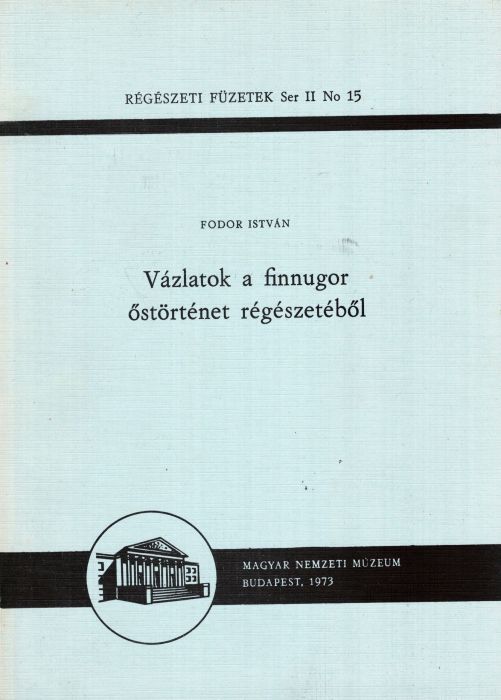 RÉGÉSZETI FÜZETEK Ser II No 15
FODOR ISTVÁN
Vázlatok a finnugor
őstörténet régészetéből
MAGYAR NEMZETI MÚZEUM
BUDAPEST, 1973